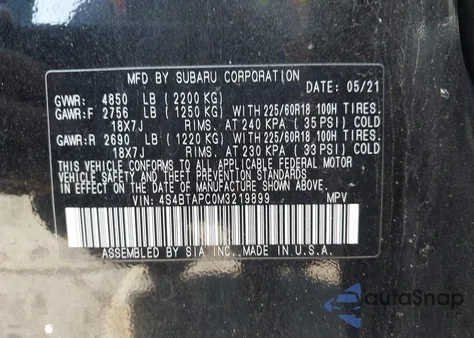 MFD BY SUBARU CORPORATION
DATE: 05/21
GVWR: 4850 LB (2200 KG)
GAWR:F 2756 LB (1250 KG) WITH 225/60R18 100H TIRES.
18X7J RIMS. AT 240 KPA (35 PSI) COLD
GAWR:R 2690 LB (1220 KG) WITH 225/60R18 100H TIRES.
18X7J RIMS. AT 230 KPA (33 PSI) COLD
THIS VEHICLE CONFORMS TO ALL APPLICABLE FEDERAL MOTOR
VEHICLE SAFETY AND THEFT PREVENTION STANDARDS IN
EFFECT ON THE DATE OF MANUFACTURE SHOWN ABOVE.
VIN: 4S4BTAPC0M3219899 MPV
ASSEMBLED BY SIA INC., MADE IN U.S.A.
autaSnap